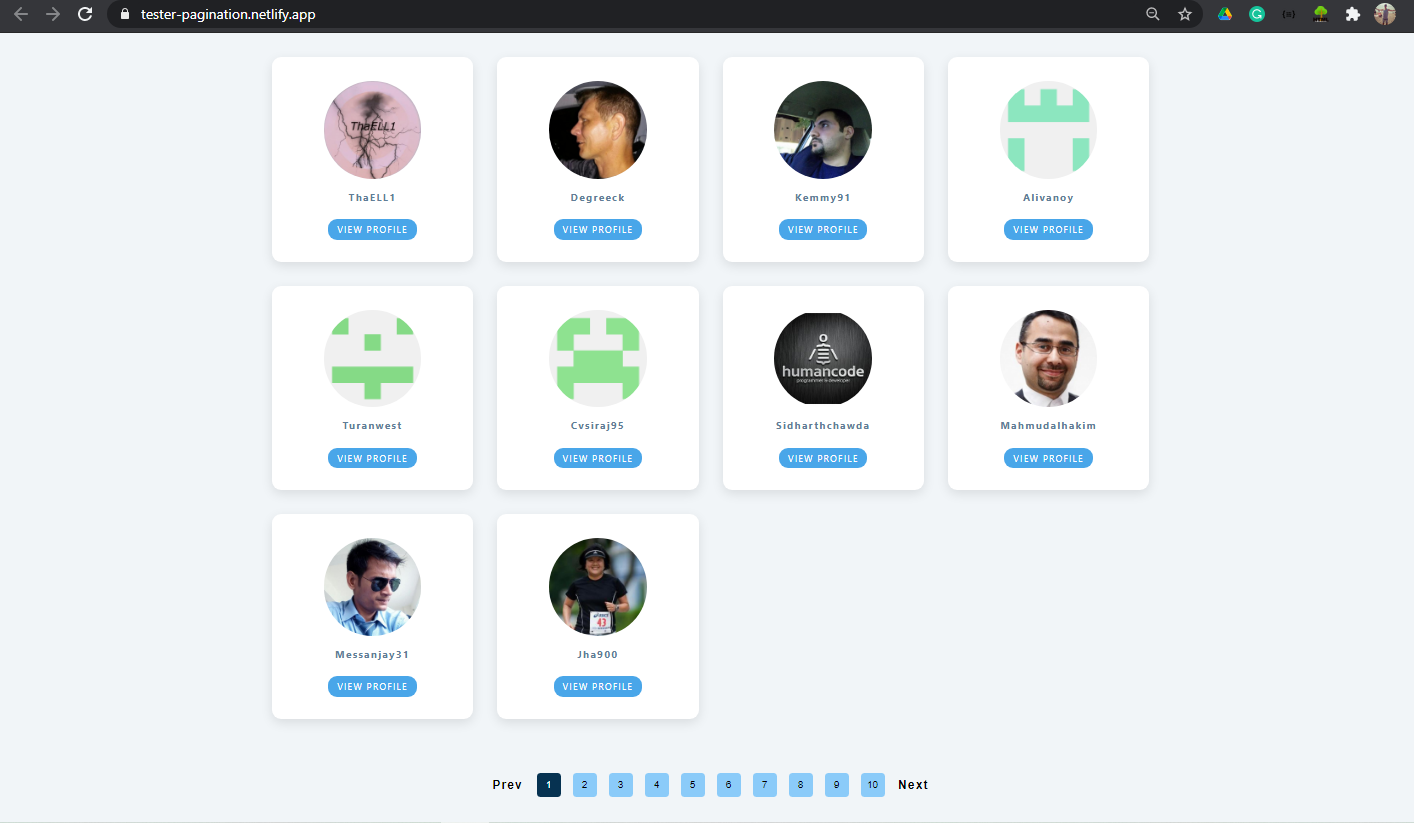 tester-pagination.netlify.app
ThaELL1
ThaELL1 Degreeck Kemmy91 Alivanoy
VIEW PROFILE VIEW PROFILE VIEW PROFILE VIEW PROFILE
humancode
programmer & developer
Turanwest Cvsiraj95 Sidharthchawda Mahmudalhakim
VIEW PROFILE VIEW PROFILE VIEW PROFILE VIEW PROFILE
43
Messanjay31 Jha900
VIEW PROFILE VIEW PROFILE
Prev 1 2 3 4 5 6 7 8 9 10 Next